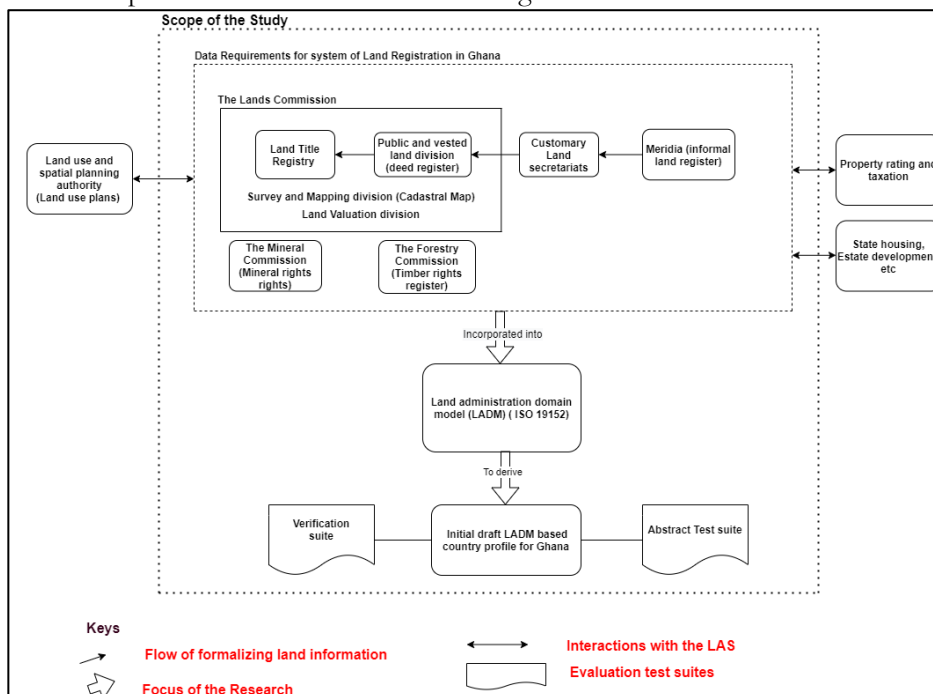 Scope of the Study
Data Requirements for system of Land Registration in Ghana
The Lands Commission
Land Title
Registry
Public and vested
land division
(deed register)
Customary
Land
secretariats
Meridia (informal
land register)
Survey and Mapping division (Cadastral Map)
Land Valuation division
The Mineral
Commission
(Mineral rights
rights)
The Forestry
Commission
(Timber rights
register)
Land use and
spatial planning
authority
(Land use plans)
Property rating and
taxation
State housing,
Estate development
etc
Incorporated into
Land administration domain
model (LADM) ( ISO 19152)
To derive
Verification
suite
Initial draft LADM based
country profile for Ghana
Abstract Test suite
Keys
Flow of formalizing land information
Focus of the Research
Interactions with the LAS
Evaluation test suites